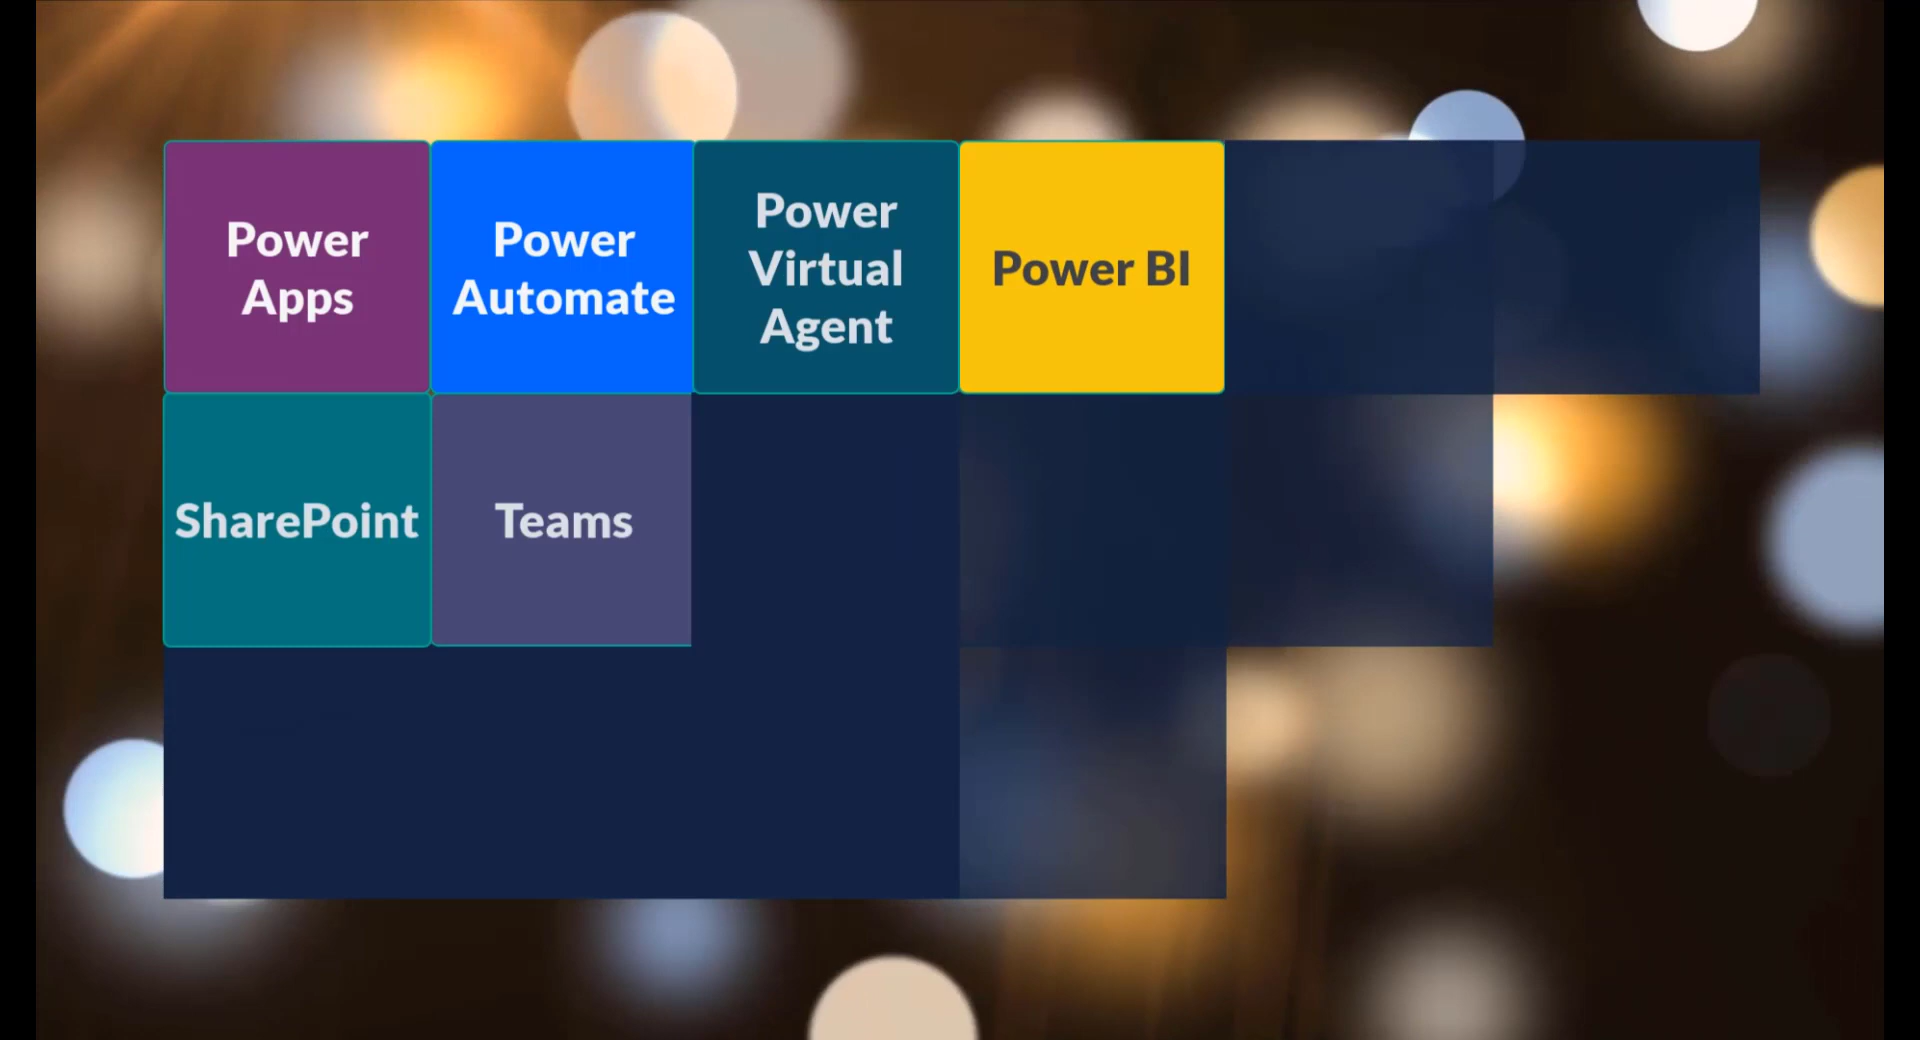 Power
Apps
Power
Automate
Power
Virtual
Agent
Power BI
SharePoint
Teams